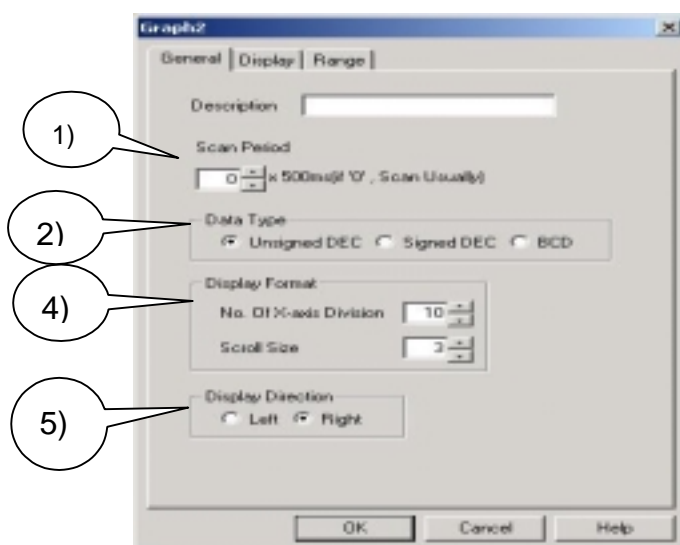 Graph2
General Display Range
Description
1)
Scan Period
0 x 500ms(if '0' , Scan Usually)
2)
Data Type
Unsigned DEC Signed DEC BCD
4)
Display Format
No. Of X-axis Division 10
Scroll Size 3
5)
Display Direction
Left Right
OK Cancel Help